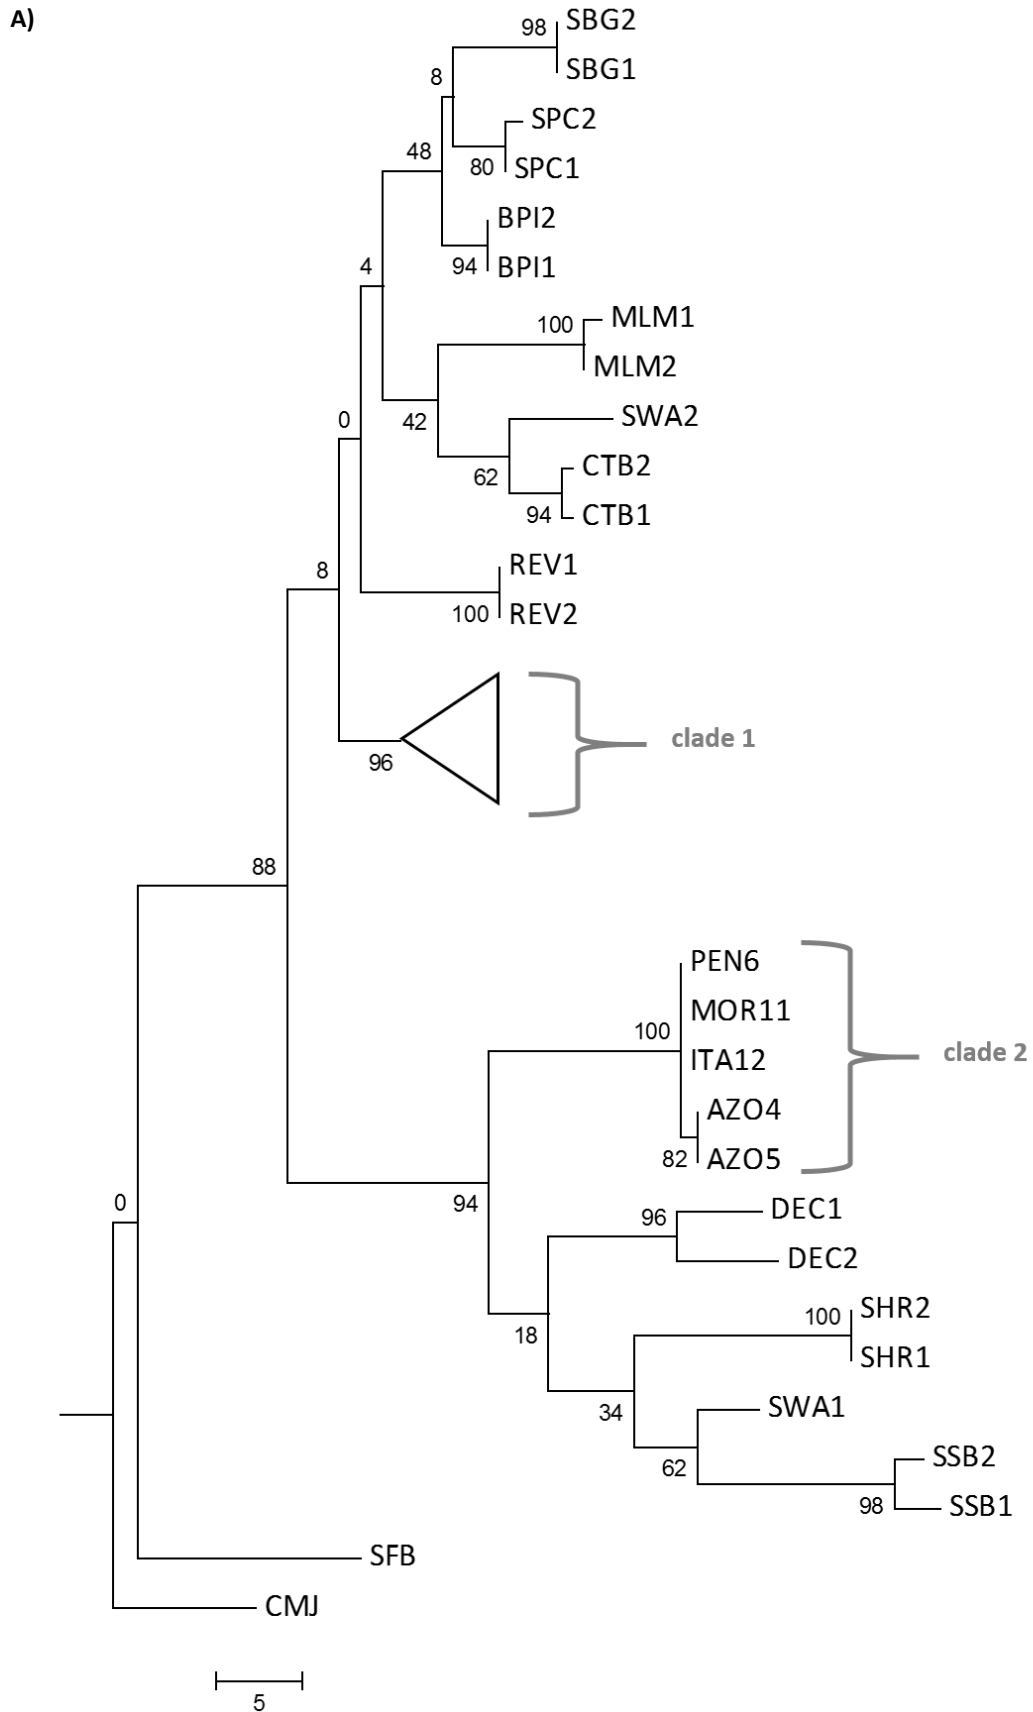 A)
SBG2
98
SBG1
8
SPC2
48
80
SPC1
BPI2
4
94
BPI1
100
MLM1
MLM2
0
42
SWA2
62
CTB2
94
CTB1
8
REV1
100
REV2
clade 1
96
88
PEN6
MOR11
100
ITA12
clade 2
AZO4
82
AZO5
0
94
96
DEC1
DEC2
18
100
SHR2
SHR1
34
SWA1
62
SSB2
98
SSB1
SFB
CMJ
5